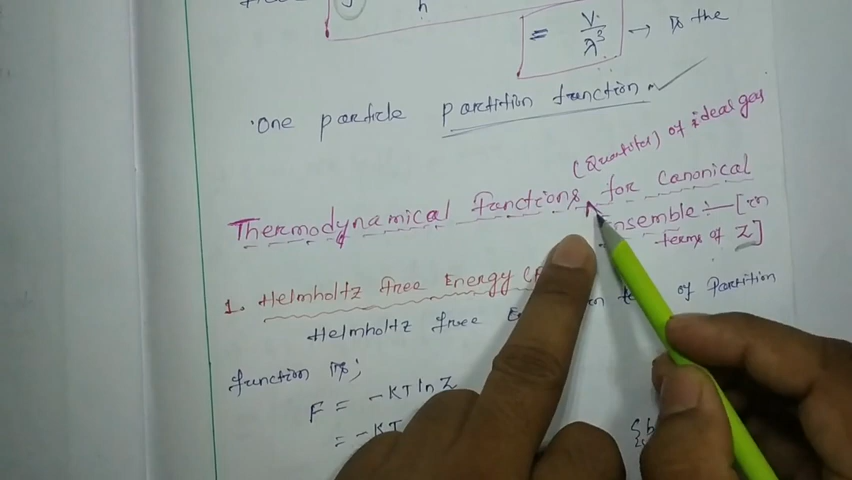 h
= V/λ³ → is the
·One particle partition function
(Quantites) of ideal gas
Thermodynamical functions for canonical
ensemble :— [in
terms of Z]
1. Helmholtz free Energy (F
Helmholtz free of Partition
function is;
F = -KT ln Z
= -KT